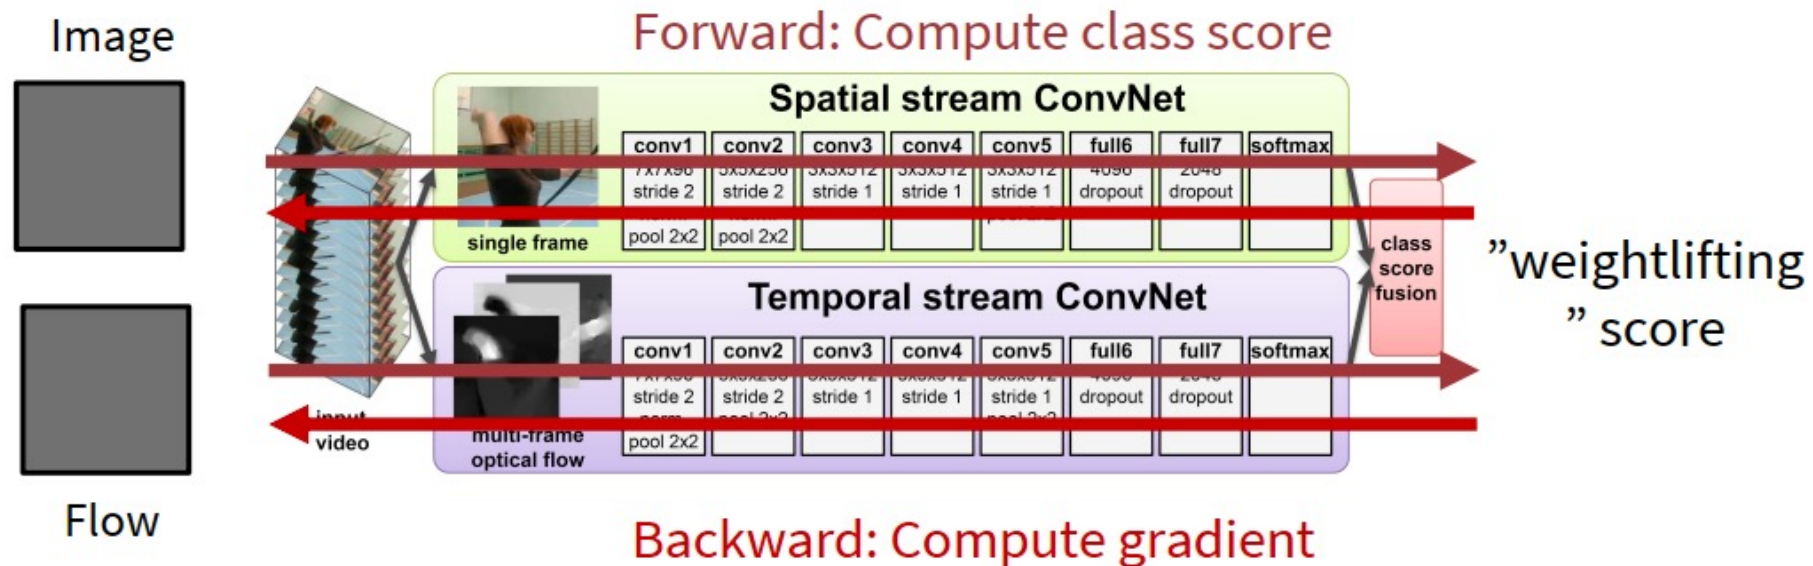 Image
Forward: Compute class score
Spatial stream ConvNet
conv1
stride 2
pool 2x2
conv2
stride 2
pool 2x2
conv3
stride 1
conv4
stride 1
conv5
stride 1
full6
dropout
full7
dropout
softmax
single frame
class
score
fusion
”weightlifting
” score
Temporal stream ConvNet
conv1
stride 2
pool 2x2
conv2
stride 2
conv3
stride 1
conv4
stride 1
conv5
stride 1
full6
dropout
full7
dropout
softmax
input
video
multi-frame
optical flow
Flow
Backward: Compute gradient